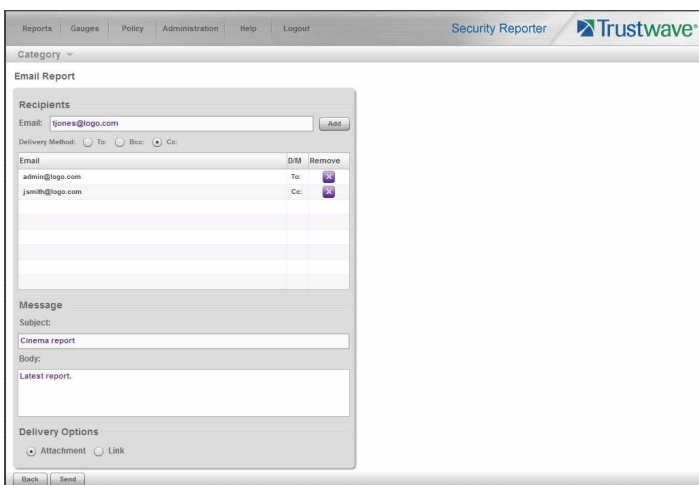 Reports Gauges Policy Administration Help Logout Security Reporter Trustwave®
Category
Email Report
Recipients
Email: tjones@logo.com Add
Delivery Method: To: Bcc: Cc:
Email D/M Remove
admin@logo.com To:
jsmith@logo.com Cc:
Message
Subject:
Cinema report
Body:
Latest report.
Delivery Options
Attachment Link
Back Send